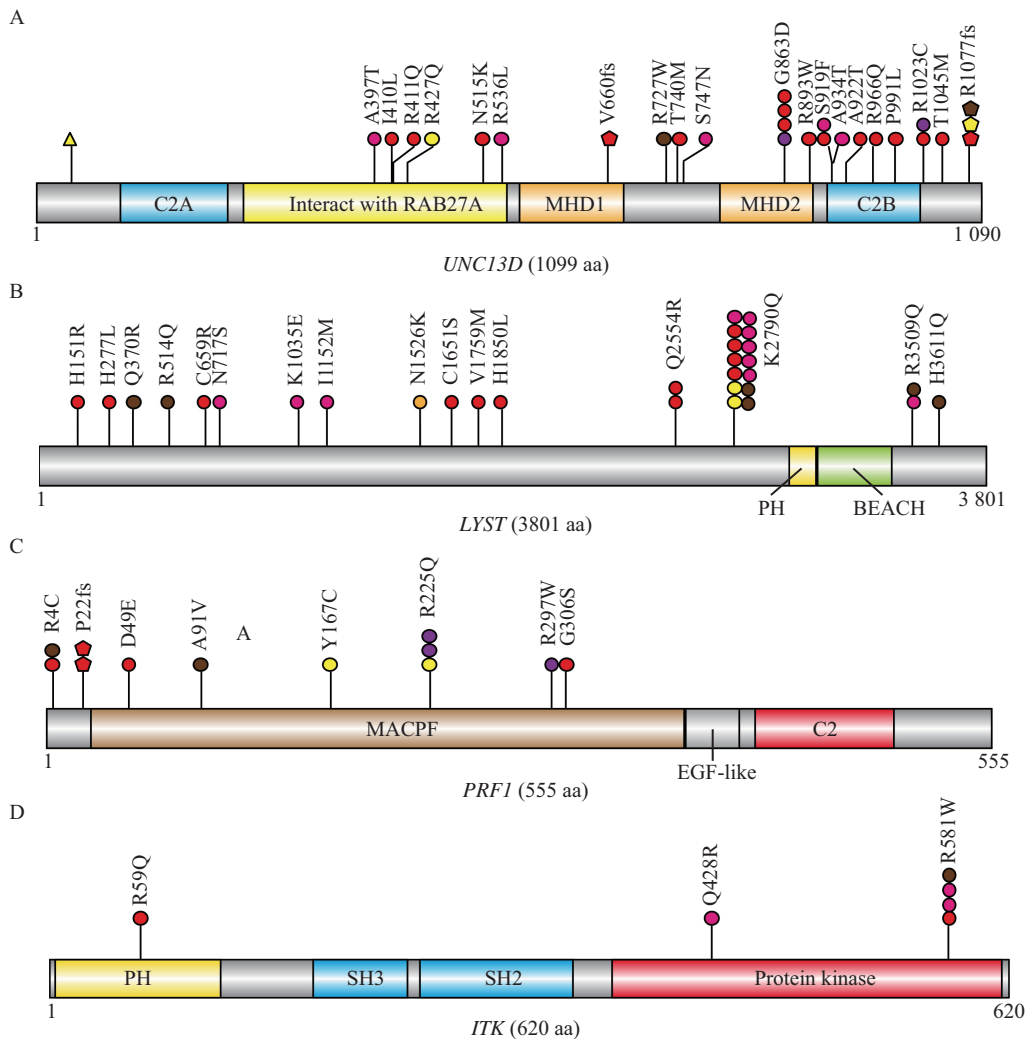 A
A397T
I410L
R411Q
R427Q
N515K
R536L
V660fs
R727W
T740M
S747N
G863D
R893W
S919F
A934T
A922T
R966Q
P991L
R1023C
T1045M
R1077fs
C2A
Interact with RAB27A
MHD1
MHD2
C2B
1
1 090
UNC13D (1099 aa)
B
H151R
H277L
Q370R
R514Q
C659R
N717S
K1035E
I1152M
N1526K
C1651S
V1759M
H1850L
Q2554R
K2790Q
R3509Q
H3611Q
1
PH
BEACH
3 801
LYST (3801 aa)
C
R4C
P22fs
D49E
A91V
A
Y167C
R225Q
R297W
G306S
MACPF
C2
1
EGF-like
555
PRF1 (555 aa)
D
R59Q
Q428R
R581W
PH
SH3
SH2
Protein kinase
1
620
ITK (620 aa)